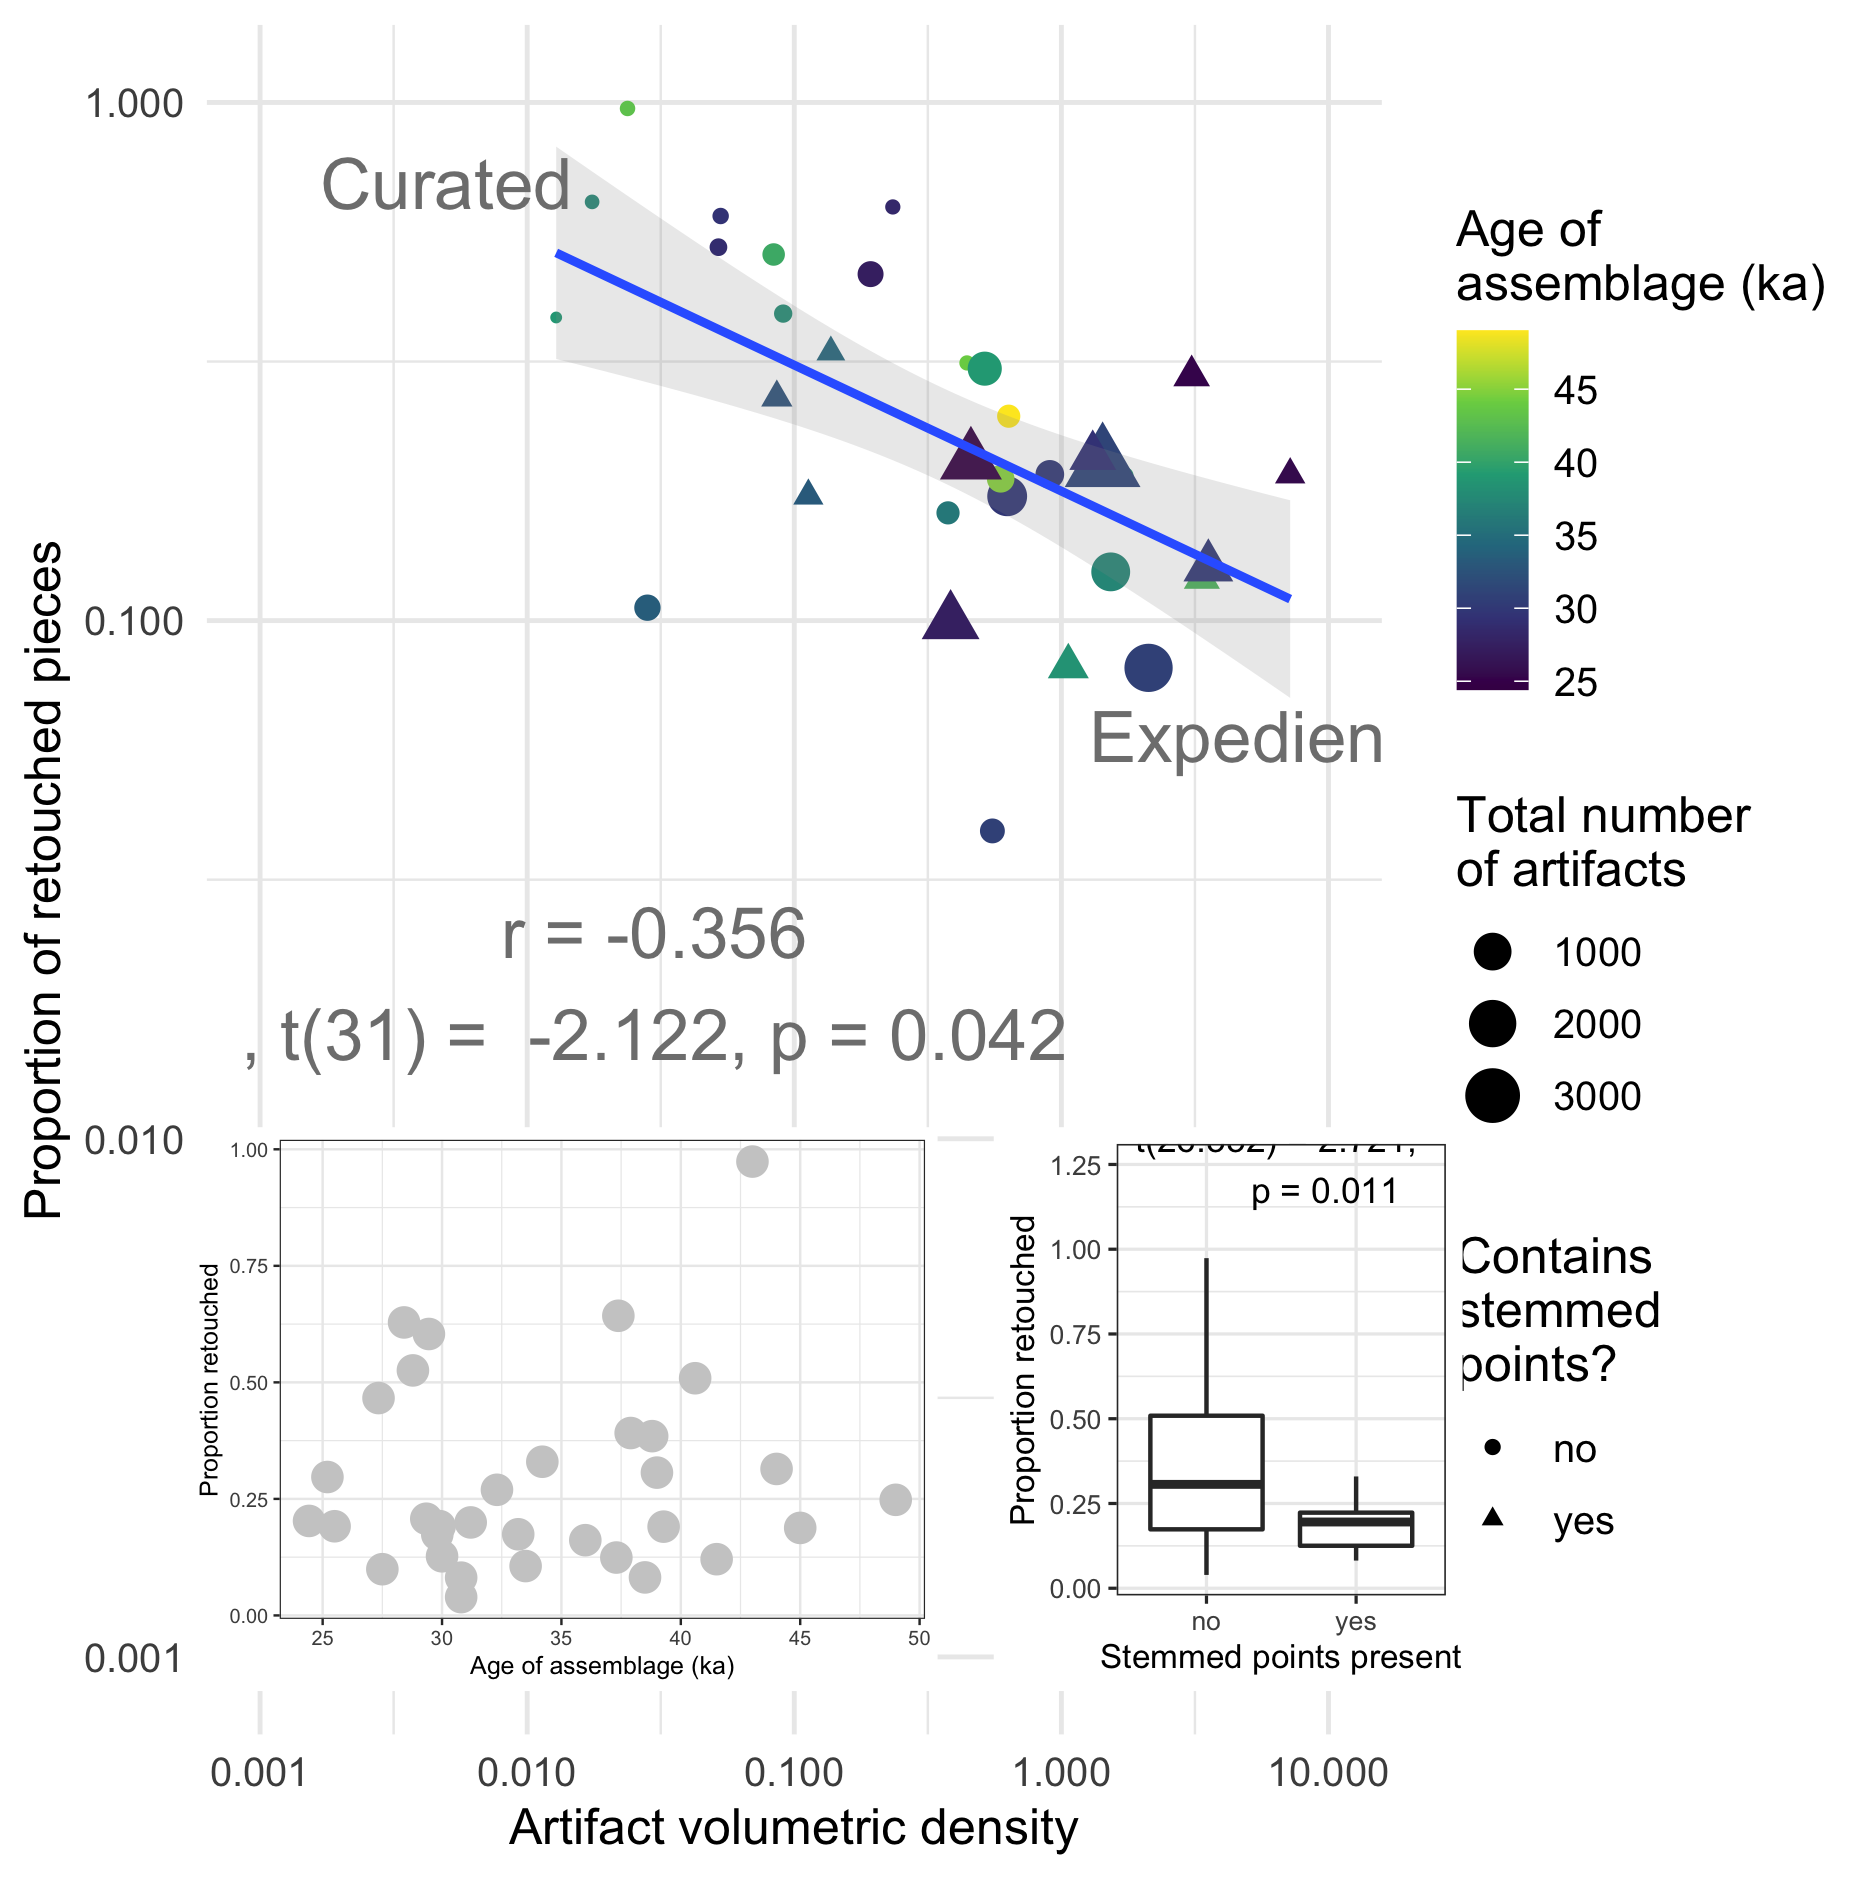 1.000
0.100
0.010
0.001
Proportion of retouched pieces
Curated
Expedien
r = -0.356
, t(31) = -2.122, p = 0.042
0.001
0.010
0.100
1.000
10.000
Artifact volumetric density
1.00
0.75
0.50
0.25
0.00
Proportion retouched
25
30
35
40
45
50
Age of assemblage (ka)
p = 0.011
1.25
1.00
0.75
0.50
0.25
0.00
Proportion retouched
no
yes
Stemmed points present
Age of
assemblage (ka)
45
40
35
30
25
Total number
of artifacts
1000
2000
3000
Contains
stemmed
points?
no
yes